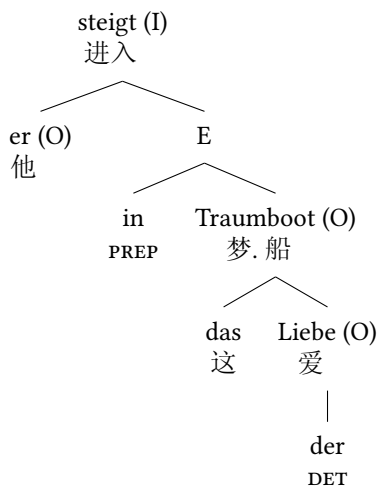 steigt (I)
进入
er (O) E
他
in Traumboot (O)
PREP 梦. 船
das Liebe (O)
这 爱
der
DET